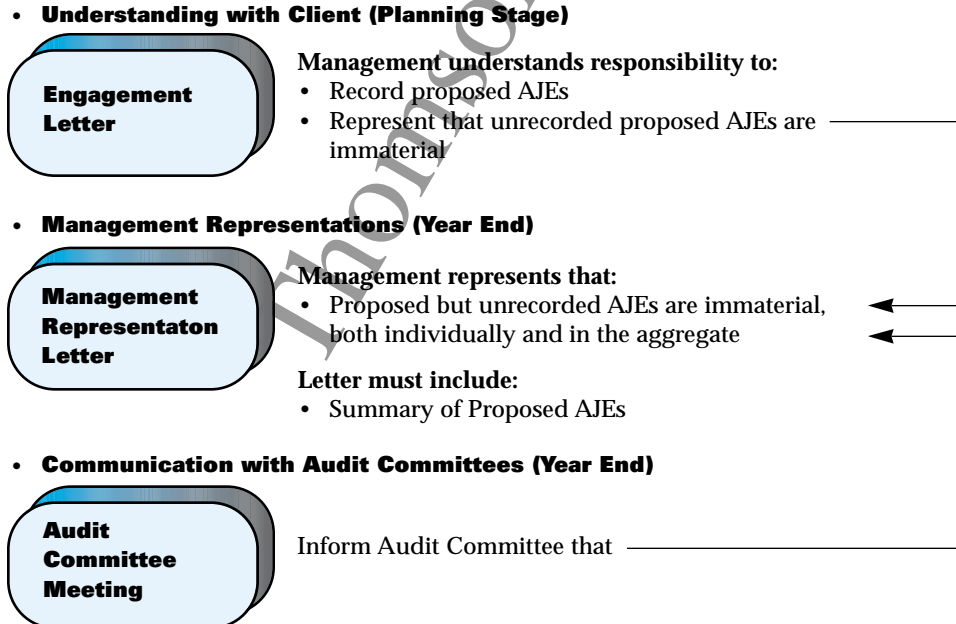 • Understanding with Client (Planning Stage)
Engagement
Letter
Management understands responsibility to:
• Record proposed AJEs
• Represent that unrecorded proposed AJEs are
immaterial
• Management Representations (Year End)
Management
Representaton
Letter
Management represents that:
• Proposed but unrecorded AJEs are immaterial,
both individually and in the aggregate
Letter must include:
• Summary of Proposed AJEs
• Communication with Audit Committees (Year End)
Audit
Committee
Meeting
Inform Audit Committee that
Thomso